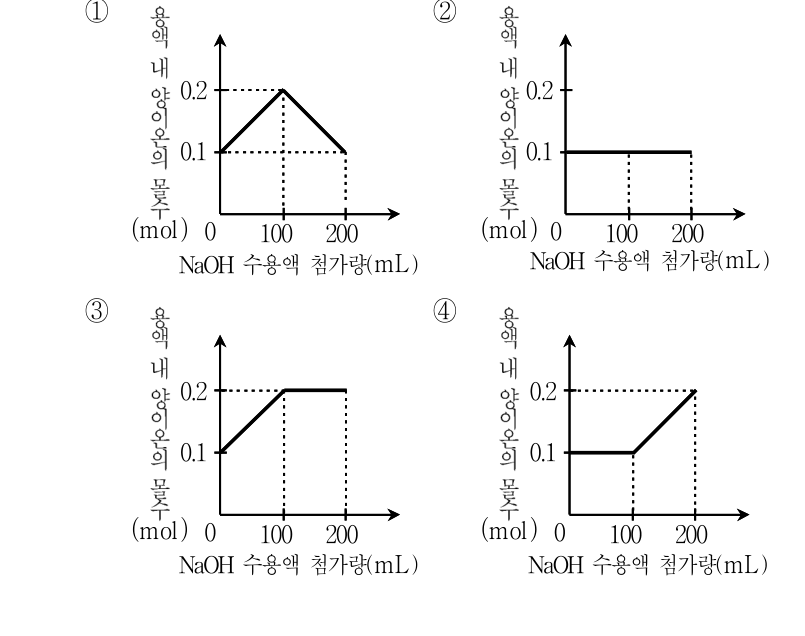 ①
용액 내 양이온의 몰수
(mol)
0.2
0.1
0 100 200
NaOH 수용액 첨가량(mL)
②
용액 내 양이온의 몰수
(mol)
0.2
0.1
0 100 200
NaOH 수용액 첨가량(mL)
③
용액 내 양이온의 몰수
(mol)
0.2
0.1
0 100 200
NaOH 수용액 첨가량(mL)
④
용액 내 양이온의 몰수
(mol)
0.2
0.1
0 100 200
NaOH 수용액 첨가량(mL)